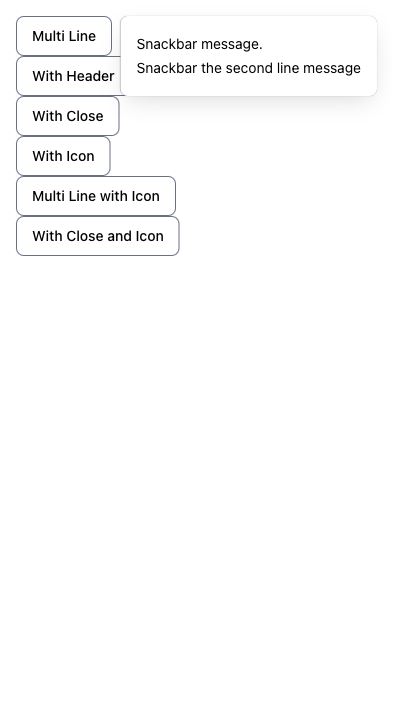 Multi Line
Snackbar message.
Snackbar the second line message
With Header
With Close
With Icon
Multi Line with Icon
With Close and Icon